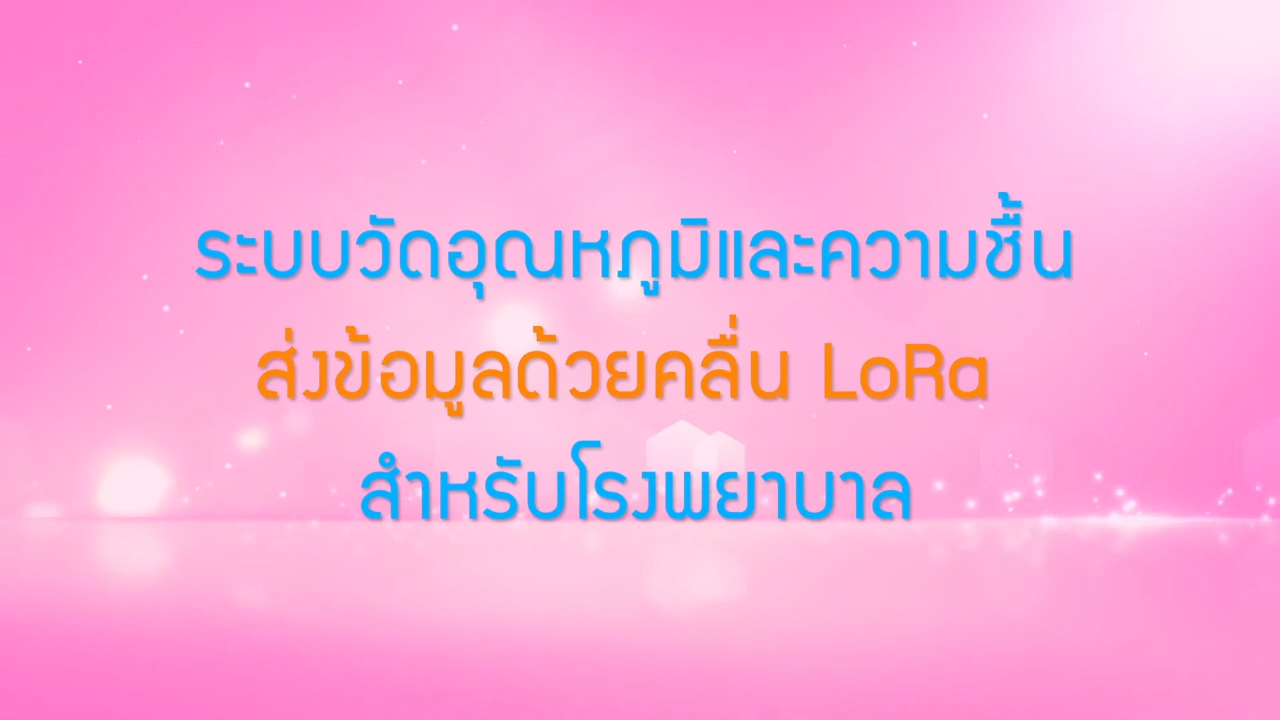 ระบบวัดอุณหภูมิและความชื้น
ส่งข้อมูลด้วยคลื่น LoRa
สำหรับโรงพยาบาล